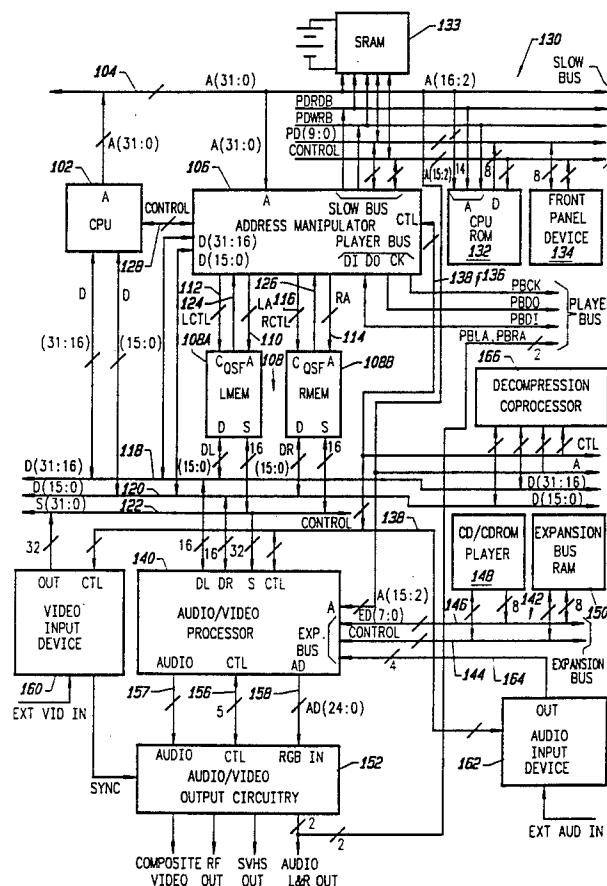 133
SRAM
130
SLOW BUS
104
A(31:0)
A(16:2)
PDRDB
PDWRB
PD(9:0)
CONTROL
A(31:0)
A(31:0)
A(15:2)
14
8
8
102
106
A
CPU
CONTROL
128
A
SLOW BUS
CTL
ADDRESS MANIPULATOR
D(31:16)
D(15:0)
PLAYER BUS
DI DO CK
A D
CPU ROM
132
FRONT PANEL DEVICE
134
138
136
D
D
112
124
LCTL
LA
110
116
RCTL
126
RA
114
PBCK
PBDO
PBDI
PBLA, PBRA
2
PLAYER BUS
(31:16)
(15:0)
108A
C QSF A
LMEM
D S
108
C QSF A
RMEM
D S
108B
166
DECOMPRESSION COPROCESSOR
DL
(15:0)
16
DR
(15:0)
16
CTL
A
D(31:16)
D(15:0)
D(31:16)
118
D(15:0)
120
S(31:0)
122
CONTROL
138
32
140
16
16
32
OUT CTL
VIDEO INPUT DEVICE
160
EXT VID IN
DL DR S CTL
AUDIO/VIDEO PROCESSOR
A
EXP. BUS
AUDIO CTL AD
A(15:2)
ED(7:0)
CONTROL
CD/CDROM PLAYER
148
EXPANSION BUS RAM
150
146
8
142
8
144
164
EXPANSION BUS
4
157
156
5
158
AD(24:0)
SYNC
AUDIO CTL RGB IN
AUDIO/VIDEO OUTPUT CIRCUITRY
152
OUT
AUDIO INPUT DEVICE
162
EXT AUD IN
2
2
COMPOSITE VIDEO
RF OUT
SVHS OUT
AUDIO L&R OUT